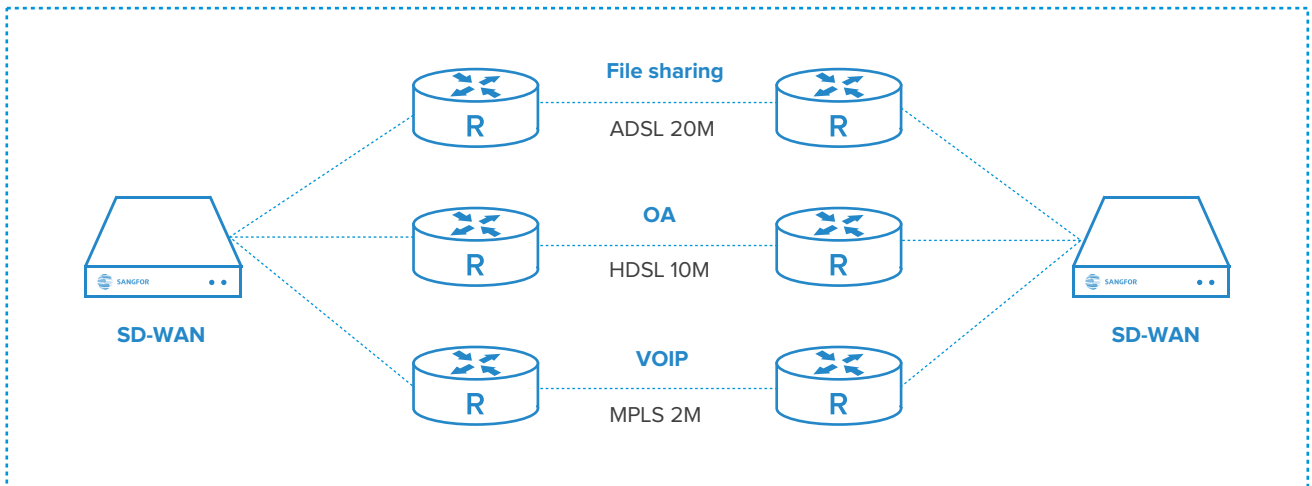 File sharing
R
R
ADSL 20M
OA
R
R
HDSL 10M
SANGFOR
SANGFOR
SD-WAN
SD-WAN
VOIP
R
R
MPLS 2M